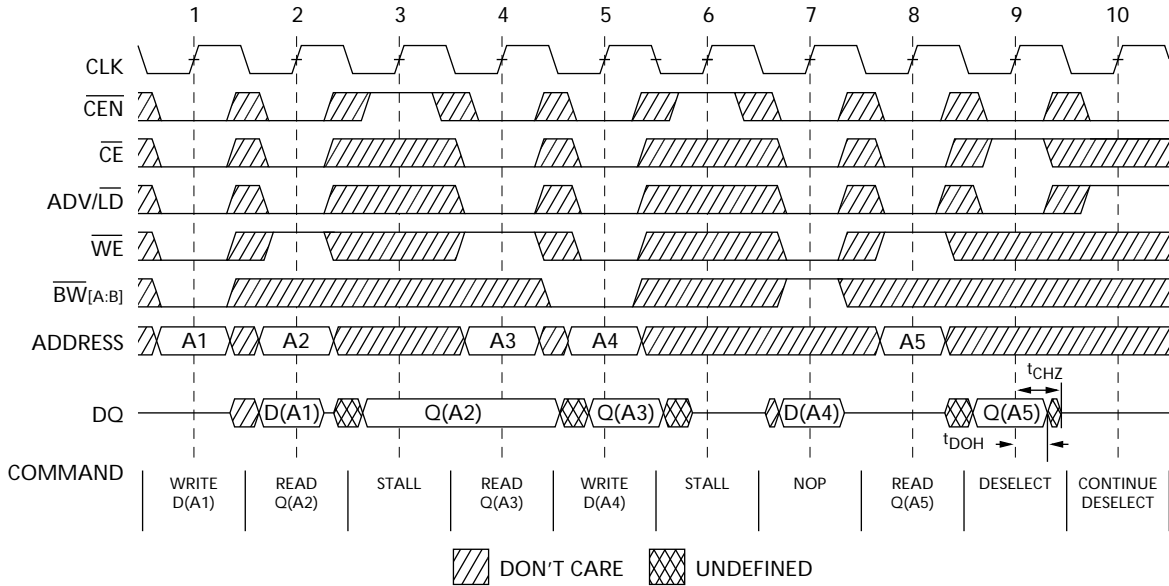 1 2 3 4 5 6 7 8 9 10
CLK
CEN
CE
ADV/LD
WE
BW[A:B]
ADDRESS A1 A2 A3 A4 A5
tCHZ
DQ D(A1) Q(A2) Q(A3) D(A4) Q(A5)
tDOH
COMMAND
WRITE READ STALL READ WRITE STALL NOP READ DESELECT CONTINUE
D(A1) Q(A2) Q(A3) D(A4) Q(A5) DESELECT
DON'T CARE UNDEFINED